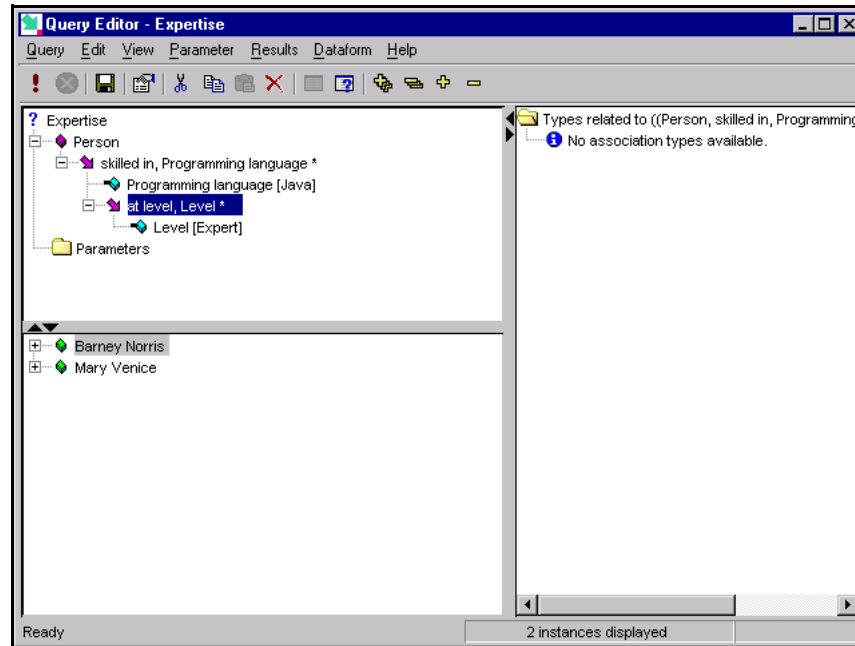 Query Editor - Expertise
Query Edit View Parameter Results Dataform Help
? Expertise
Person
skilled in, Programming language *
Programming language [Java]
at level, Level *
Level [Expert]
Parameters
Types related to ((Person, skilled in, Programming
No association types available.
Barney Norris
Mary Venice
Ready
2 instances displayed